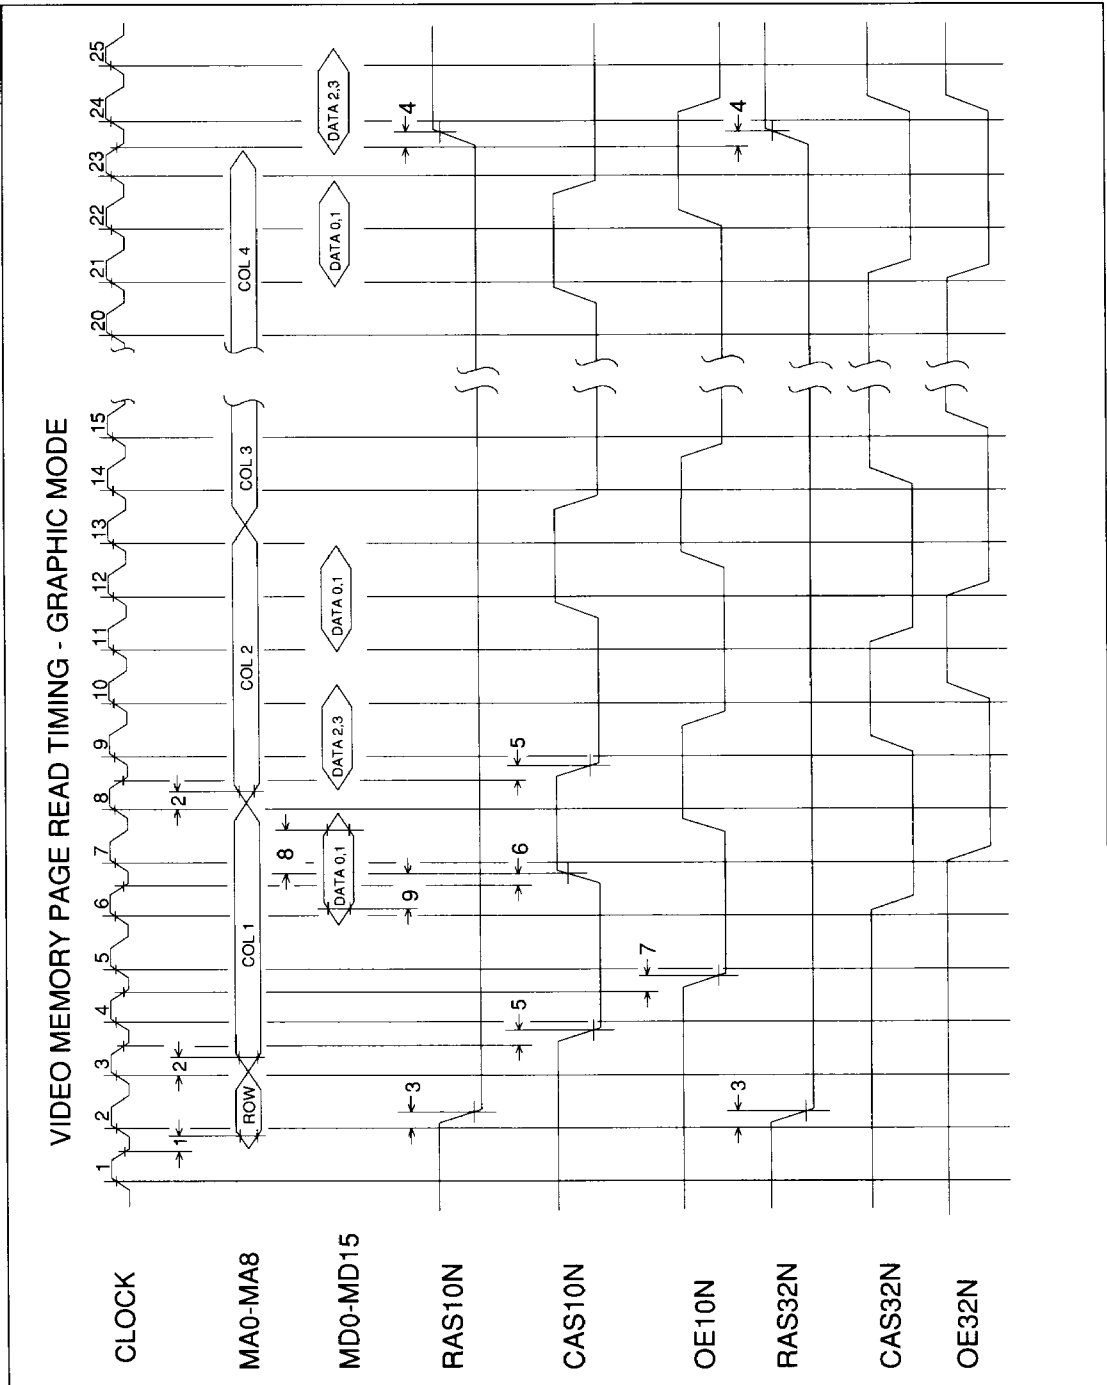 VIDEO MEMORY PAGE READ TIMING - GRAPHIC MODE
CLOCK 1 2 3 4 5 6 7 8 9 10 11 12 13 14 15 20 21 22 23 24 25
1 2 2
MA0-MA8 ROW COL 1 COL 2 COL 3 COL 4
8
MD0-MD15 DATA 0,1 DATA 2,3 DATA 0,1 DATA 0,1 DATA 2,3
3 9 4
RAS10N
5 6 5
CAS10N
7
OE10N
3 4
RAS32N
CAS32N
OE32N